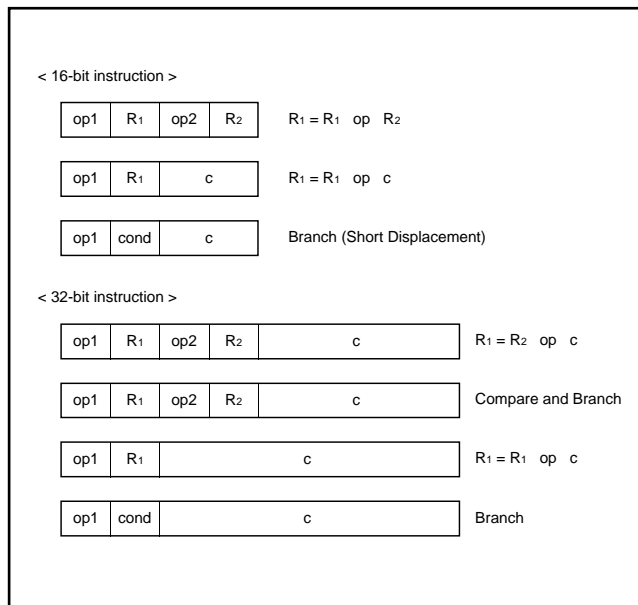 < 16-bit instruction >
op1 R1 op2 R2 R1 = R1 op R2
op1 R1 c R1 = R1 op c
op1 cond c Branch (Short Displacement)
< 32-bit instruction >
op1 R1 op2 R2 c R1 = R2 op c
op1 R1 op2 R2 c Compare and Branch
op1 R1 c R1 = R1 op c
op1 cond c Branch